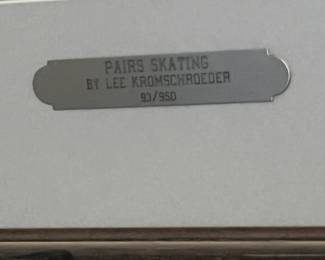 PAIRS SKATING
BY LEE KROMSCHROEDER
93/950